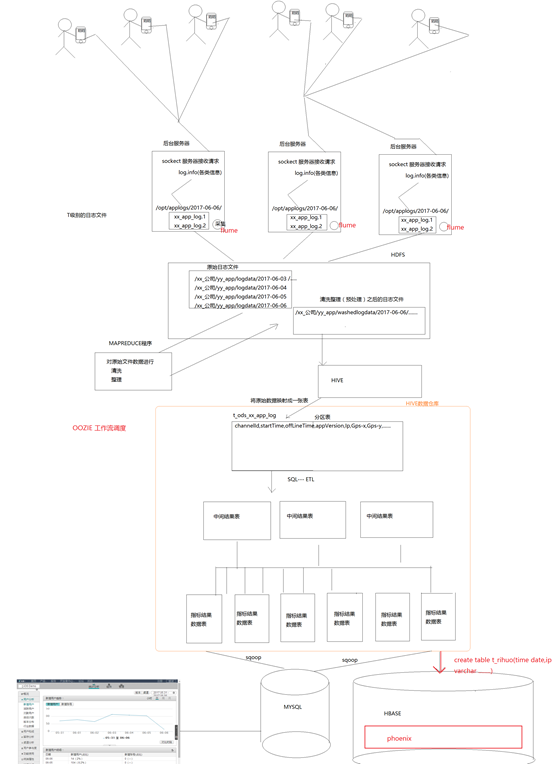 后台服务器
后台服务器
后台服务器
sockect 服务器接收请求
log.info(各类信息)
/opt/applogs/2017-06-06/
xx_app_log.1
xx_app_log.2
采集
flume
sockect 服务器接收请求
log.info(各类信息)
/opt/applogs/2017-06-06/
xx_app_log.1
xx_app_log.2
flume
sockect 服务器接收请求
log.info(各类信息)
/opt/applogs/2017-06-06/
xx_app_log.1
xx_app_log.2
flume
T级别的日志文件
HDFS
原始日志文件
/xx_公司/yy_app/logdata/2017-06-03 /.....
/xx_公司/yy_app/logdata/2017-06-04
/xx_公司/yy_app/logdata/2017-06-05
/xx_公司/yy_app/logdata/2017-06-06
清洗整理(预处理)之后的日志文件
/xx_公司/yy_app/washedlogdata/2017-06-06/.......
MAPREDUCE程序
对原始文件数据进行
清洗
整理
HIVE
将原始数据映射成一张表
HIVE数据仓库
OOZIE 工作流调度
t_ods_xx_app_log
分区表
channelId,startTime,offLineTime,appVersion,Ip,Gps-x,Gps-y,......
SQL--- ETL
中间结果表
中间结果表
中间结果表
指标结果
数据表
指标结果
数据表
指标结果
数据表
指标结果
数据表
指标结果
数据表
指标结果
数据表
sqoop
sqoop
create table t_rihuo(time date,ip
varchar ......)
MYSQL
HBASE
phoenix